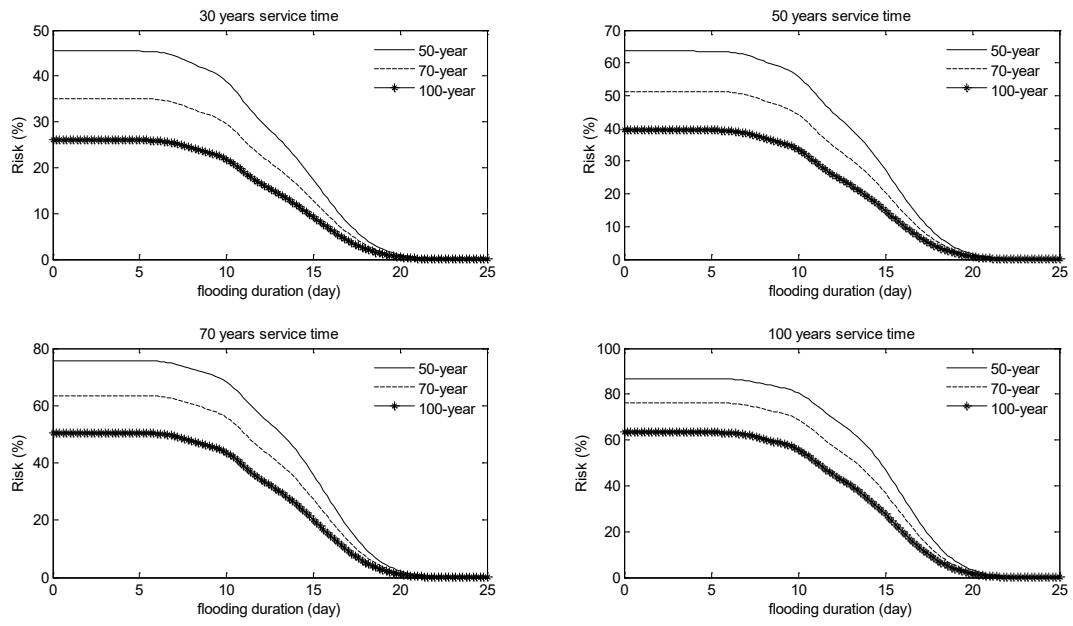 30 years service time
50
40
30
20
10
0
Risk (%)
50-year
70-year
100-year
0 5 10 15 20 25
flooding duration (day)
50 years service time
70
60
50
40
30
20
10
0
Risk (%)
50-year
70-year
100-year
0 5 10 15 20 25
flooding duration (day)
70 years service time
80
60
40
20
0
Risk (%)
50-year
70-year
100-year
0 5 10 15 20 25
flooding duration (day)
100 years service time
100
80
60
40
20
0
Risk (%)
50-year
70-year
100-year
0 5 10 15 20 25
flooding duration (day)